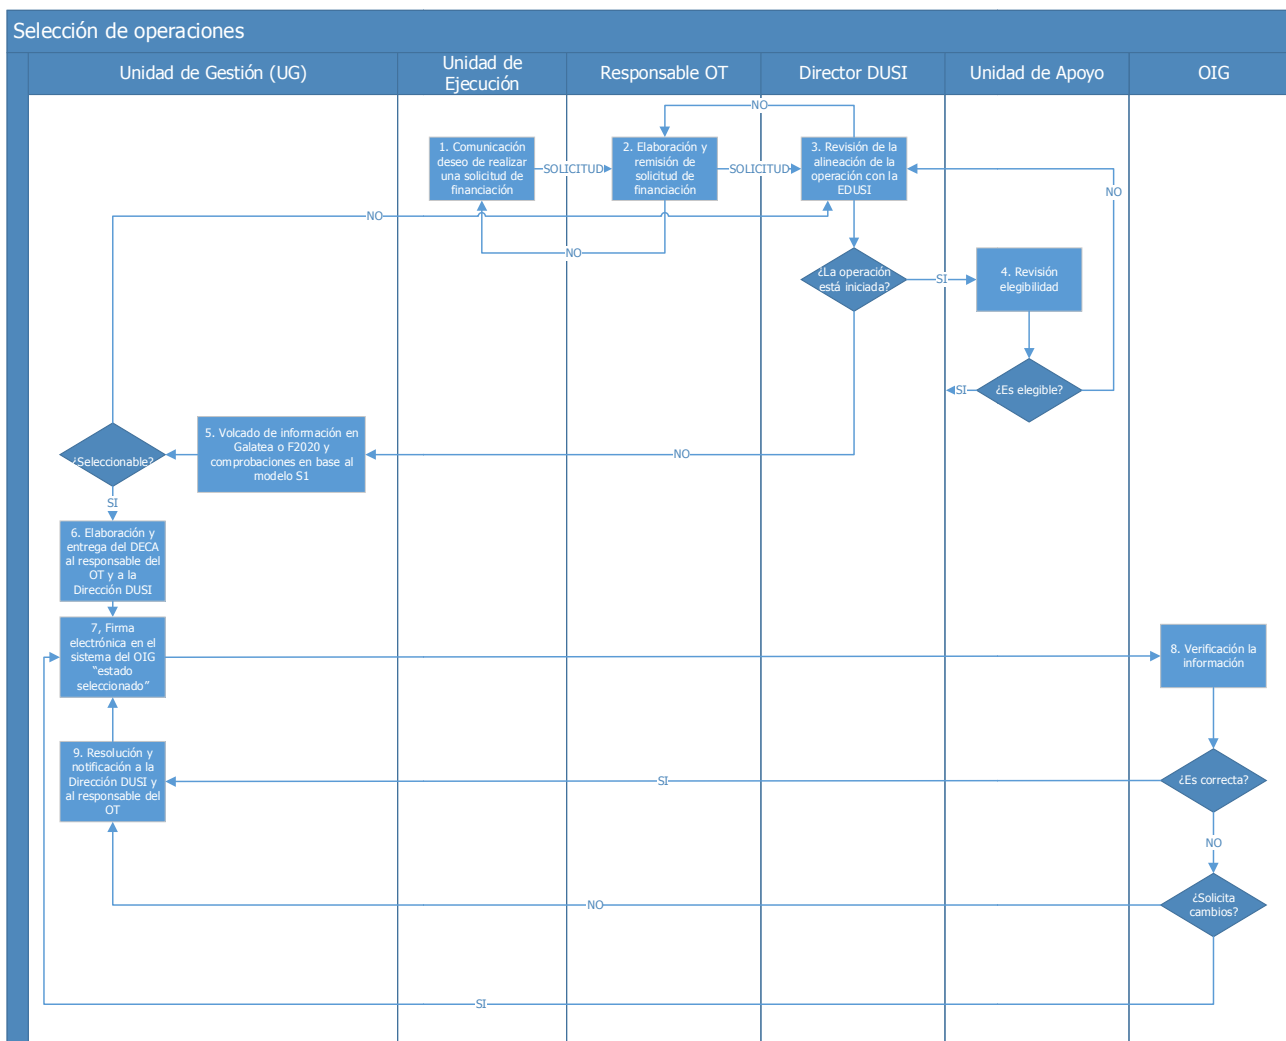 Selección de operaciones
Unidad de Gestión (UG)
Unidad de
Ejecución
Responsable OT
Director DUSI
Unidad de Apoyo
OIG
NO
1. Comunicación
deseo de realizar
una solicitud de
financiación
SOLICITUD
2. Elaboración y
remisión de
solicitud de
financiación
SOLICITUD
3. Revisión de la
alineación de la
operación con la
EDUSI
NO
NO
NO
¿La operación
está iniciada?
SI
4. Revisión
elegibilidad
¿Es elegible?
SI
¿Seleccionable?
5. Volcado de información en
Galatea o F2020 y
comprobaciones en base al
modelo S1
NO
SI
6. Elaboración y
entrega del DECA
al responsable del
OT y a la
Dirección DUSI
7, Firma
electrónica en el
sistema del OIG
“estado
seleccionado”
8. Verificación la
información
9. Resolución y
notificación a la
Dirección DUSI y
al responsable del
OT
SI
¿Es correcta?
NO
¿Solicita
cambios?
NO
SI